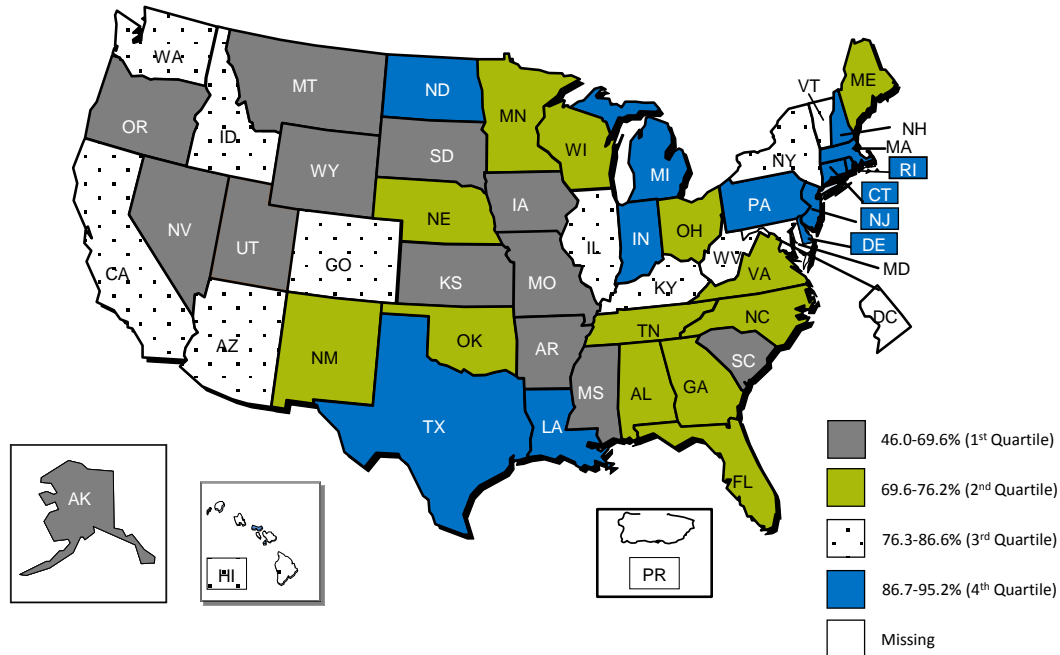 WA
MT
ND
MN
ME
VT
OR
ID
WI
NH
MA
SD
NY
RI
WY
MI
CT
IA
PA
NE
NJ
NV
UT
IL
IN
OH
DE
GO
WV
CA
KS
MO
KY
VA
MD
AZ
OK
TN
NC
DC
NM
AR
SC
MS
AL
GA
TX
LA
FL
AK
HI
PR
46.0-69.6% (1st Quartile)
69.6-76.2% (2nd Quartile)
76.3-86.6% (3rd Quartile)
86.7-95.2% (4th Quartile)
Missing